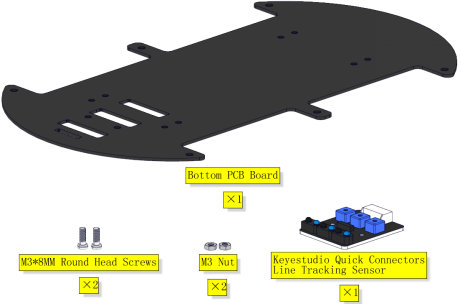 Bottom PCB Board
×1
M3*8MM Round Head Screws
×2
M3 Nut
×2
Keyestudio Quick Connectors
Line Tracking Sensor
×1